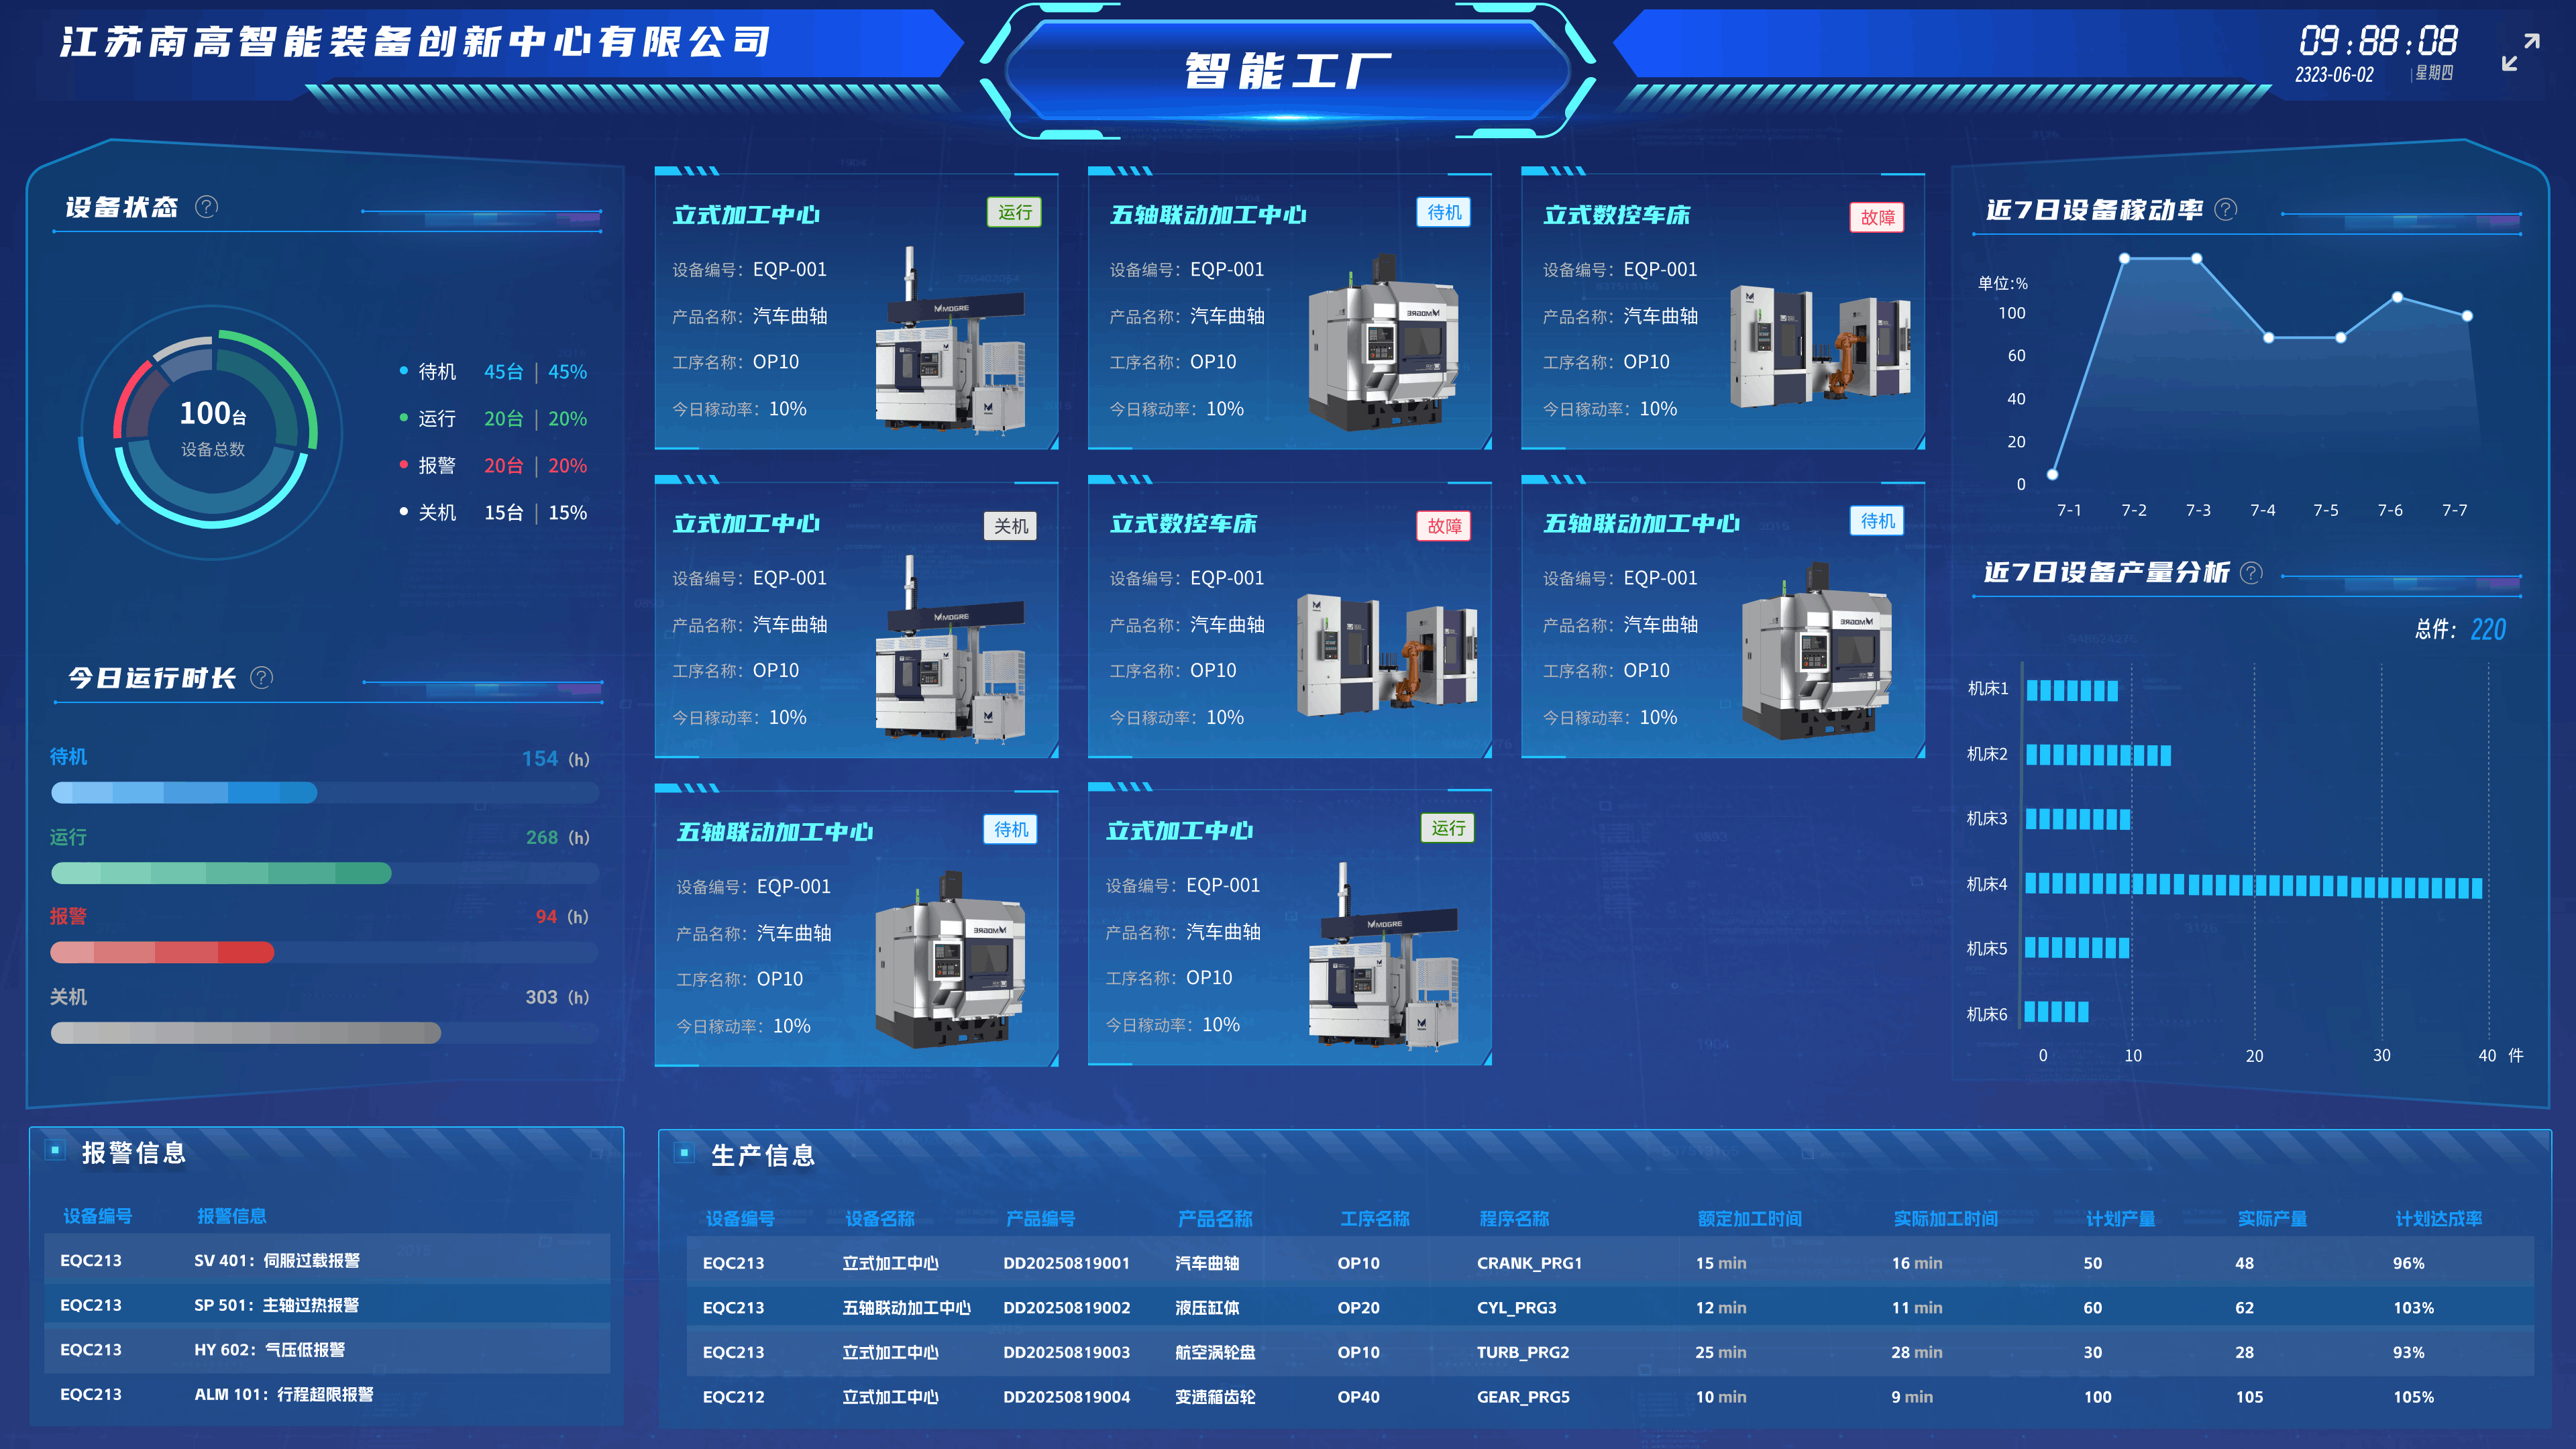 江苏南高智能装备创新中心有限公司
智能工厂
09:88:08
2323-06-02 |星期四
设备状态 ?
100台
设备总数
待机 45台 | 45%
运行 20台 | 20%
报警 20台 | 20%
关机 15台 | 15%
今日运行时长 ?
待机 154 (h)
运行 268 (h)
报警 94 (h)
关机 303 (h)
立式加工中心 运行
设备编号：EQP-001
产品名称：汽车曲轴
工序名称：OP10
今日稼动率：10%
MOGRE
五轴联动加工中心 待机
设备编号：EQP-001
产品名称：汽车曲轴
工序名称：OP10
今日稼动率：10%
MOGRE
立式数控车床 故障
设备编号：EQP-001
产品名称：汽车曲轴
工序名称：OP10
今日稼动率：10%
立式加工中心 关机
设备编号：EQP-001
产品名称：汽车曲轴
工序名称：OP10
今日稼动率：10%
MOGRE
立式数控车床 故障
设备编号：EQP-001
产品名称：汽车曲轴
工序名称：OP10
今日稼动率：10%
五轴联动加工中心 待机
设备编号：EQP-001
产品名称：汽车曲轴
工序名称：OP10
今日稼动率：10%
MOGRE
五轴联动加工中心 待机
设备编号：EQP-001
产品名称：汽车曲轴
工序名称：OP10
今日稼动率：10%
MOGRE
立式加工中心 运行
设备编号：EQP-001
产品名称：汽车曲轴
工序名称：OP10
今日稼动率：10%
MOGRE
近7日设备稼动率 ?
单位:%
100
60
40
20
0
7-1 7-2 7-3 7-4 7-5 7-6 7-7
近7日设备产量分析 ?
总件：220
机床1
机床2
机床3
机床4
机床5
机床6
0 10 20 30 40 件
报警信息
设备编号 报警信息
EQC213 SV 401：伺服过载报警
EQC213 SP 501：主轴过热报警
EQC213 HY 602：气压低报警
EQC213 ALM 101：行程超限报警
生产信息
设备编号 设备名称 产品编号 产品名称 工序名称 程序名称 额定加工时间 实际加工时间 计划产量 实际产量 计划达成率
EQC213 立式加工中心 DD20250819001 汽车曲轴 OP10 CRANK_PRG1 15 min 16 min 50 48 96%
EQC213 五轴联动加工中心 DD20250819002 液压缸体 OP20 CYL_PRG3 12 min 11 min 60 62 103%
EQC213 立式加工中心 DD20250819003 航空涡轮盘 OP10 TURB_PRG2 25 min 28 min 30 28 93%
EQC212 立式加工中心 DD20250819004 变速箱齿轮 OP40 GEAR_PRG5 10 min 9 min 100 105 105%